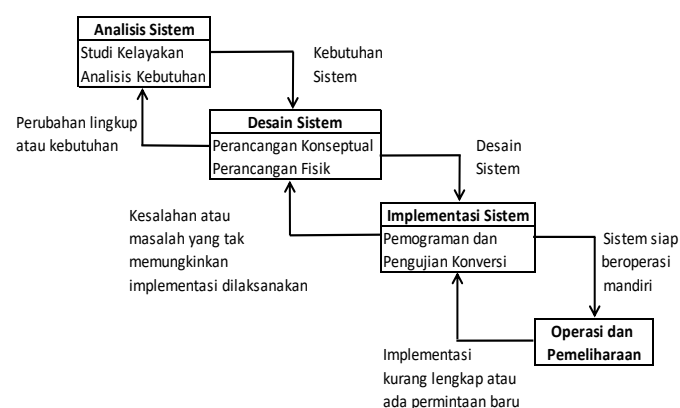 Analisis Sistem
Studi Kelayakan
Analisis Kebutuhan
Kebutuhan
Sistem
Perubahan lingkup
atau kebutuhan
Desain Sistem
Perancangan Konseptual
Perancangan Fisik
Desain
Sistem
Kesalahan atau
masalah yang tak
memungkinkan
implementasi dilaksanakan
Implementasi Sistem
Pemograman dan
Pengujian Konversi
Sistem siap
beroperasi
mandiri
Operasi dan
Pemeliharaan
Implementasi
kurang lengkap atau
ada permintaan baru